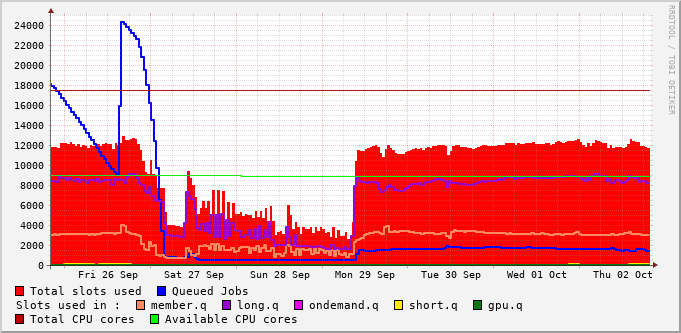 24000
22000
20000
18000
16000
14000
12000
10000
8000
6000
4000
2000
0
Fri 26 Sep Sat 27 Sep Sun 28 Sep Mon 29 Sep Tue 30 Sep Wed 01 Oct Thu 02 Oct
Total slots used Queued Jobs
Slots used in : member.q long.q ondemand.q short.q gpu.q
Total CPU cores Available CPU cores
RRDTOOL / TOBI OETIKER